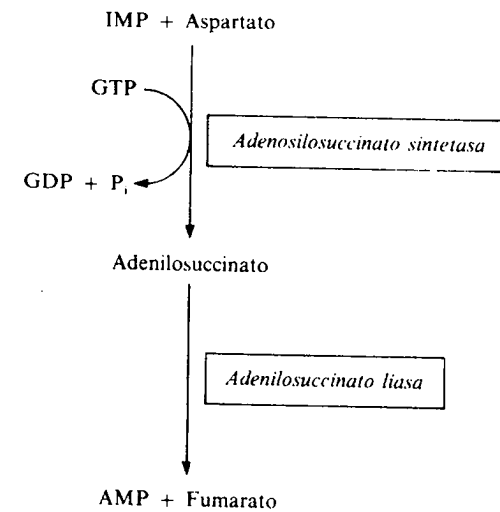 IMP + Aspartato
GTP
Adenosilosuccinato sintetasa
GDP + Pi
Adenilosuccinato
Adenilosuccinato liasa
AMP + Fumarato